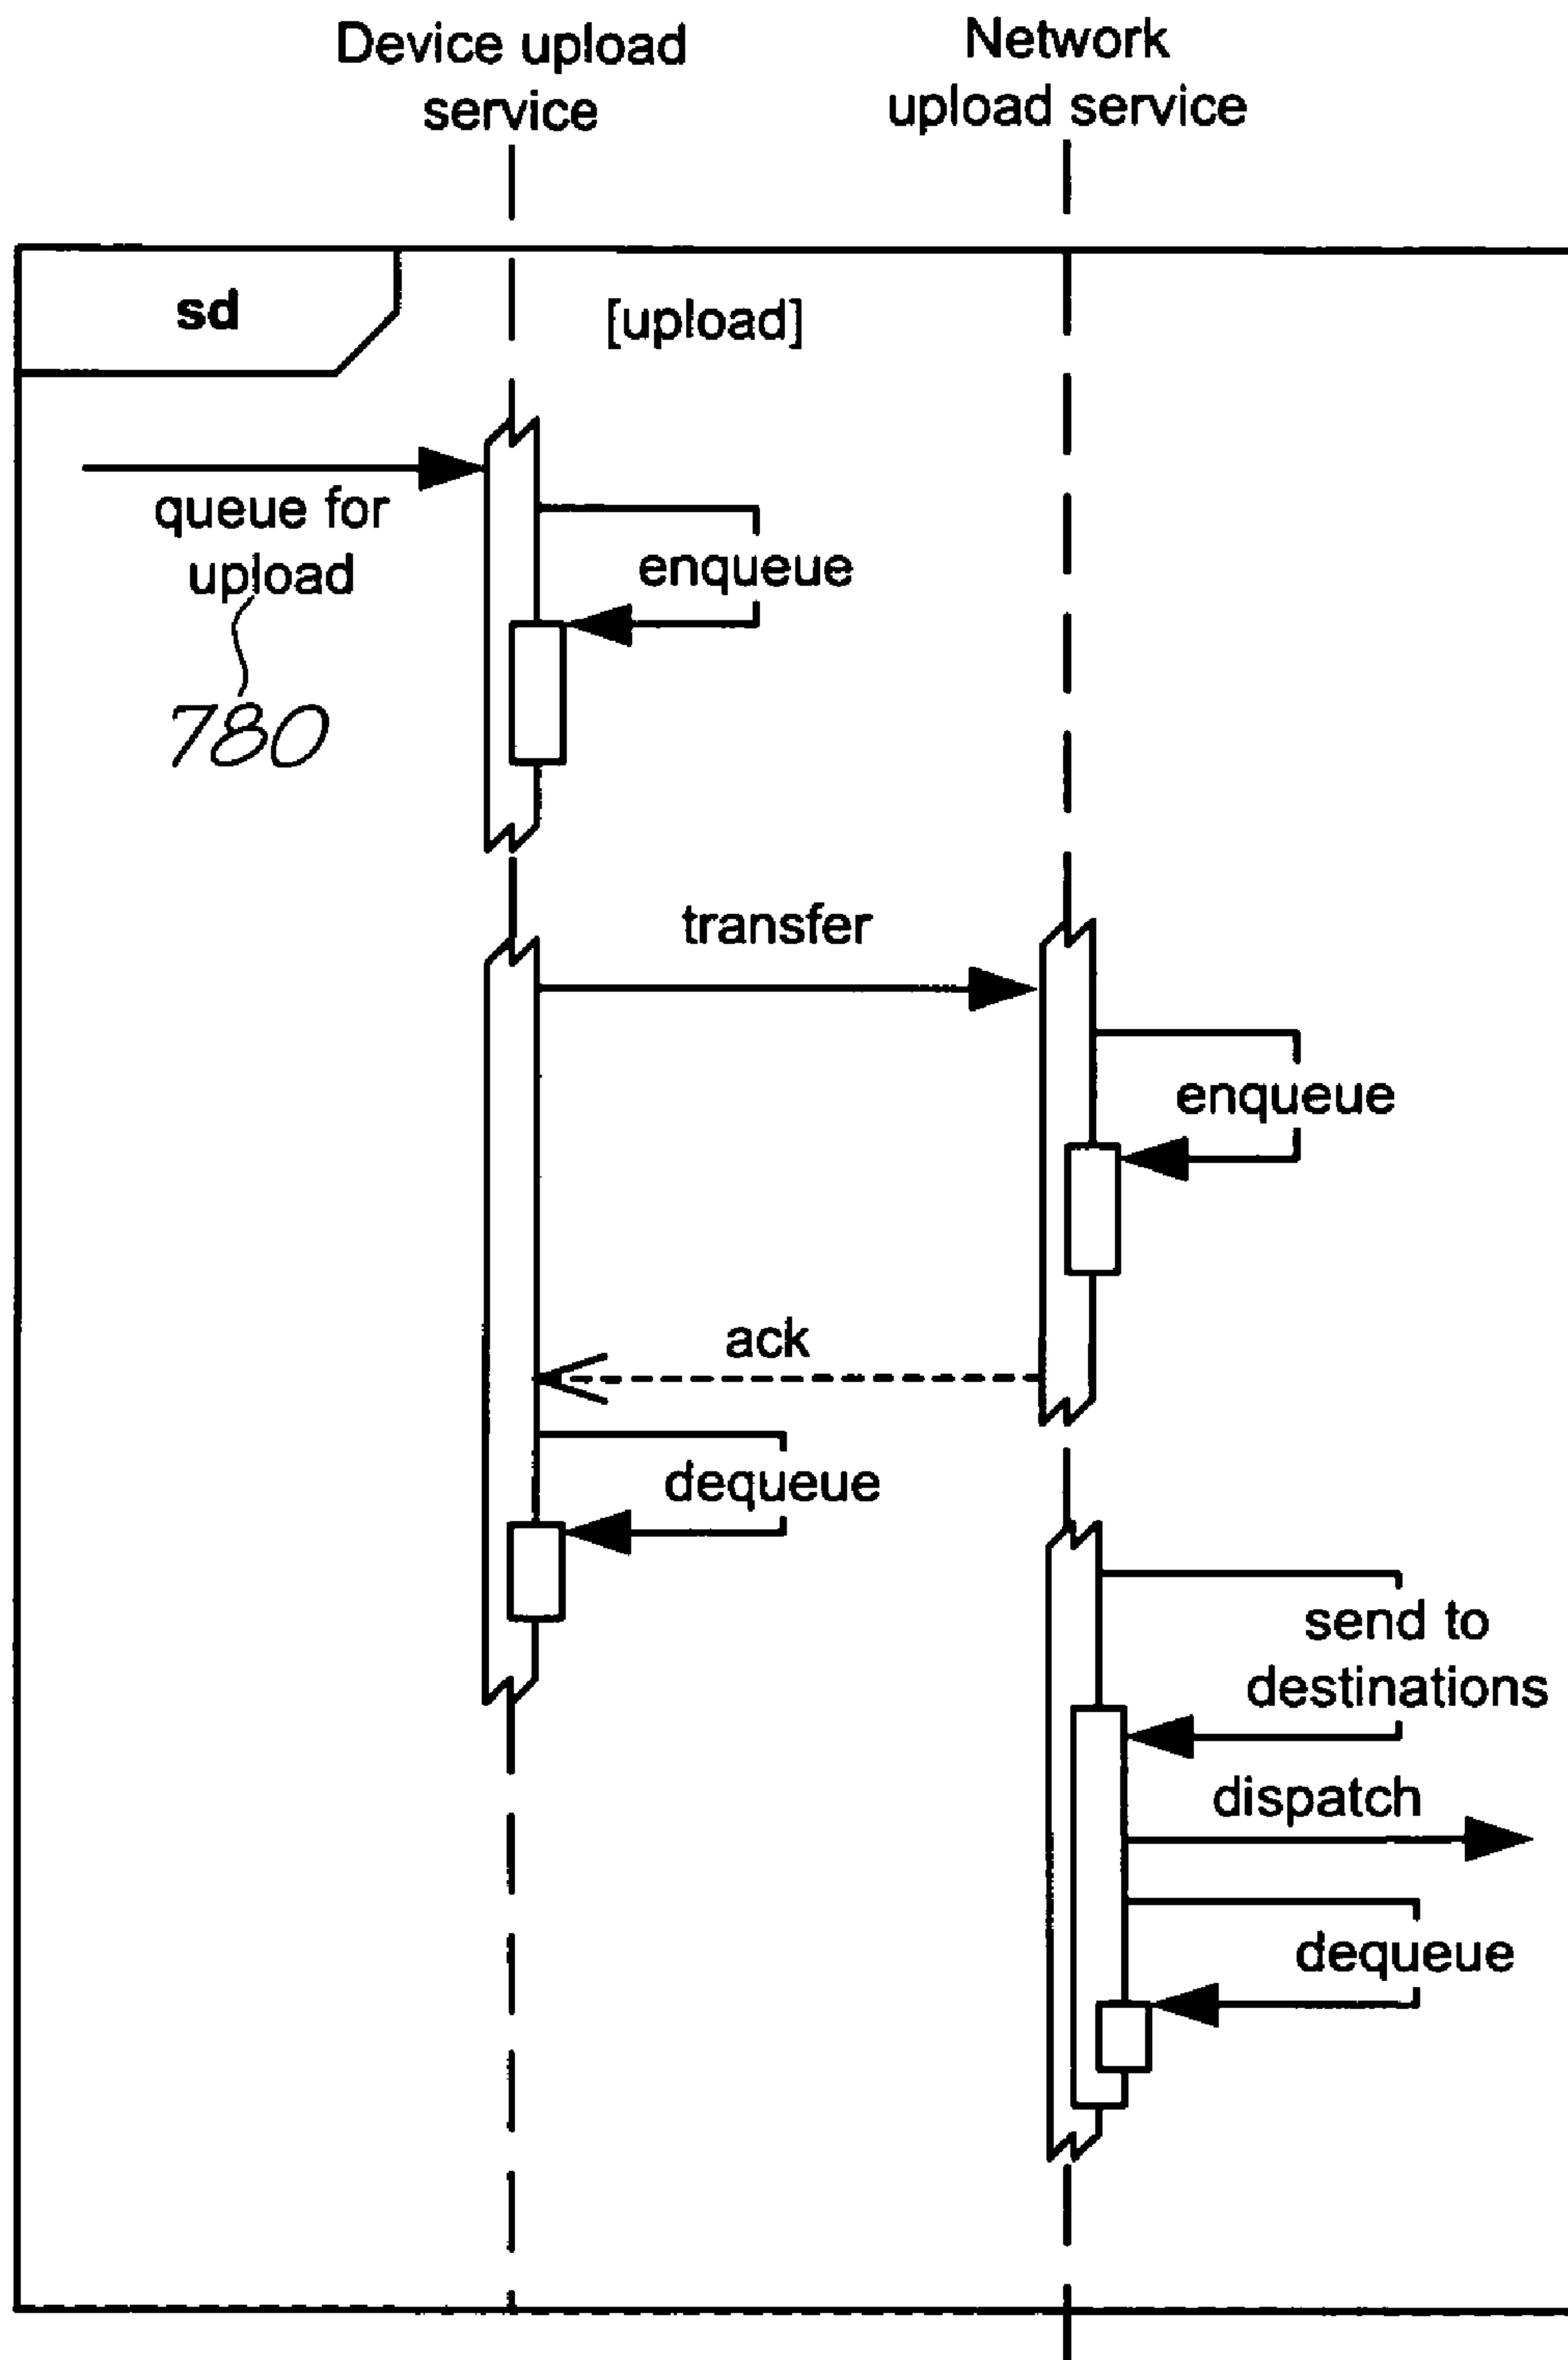 Device upload
service
Network
upload service
sd
[upload]
queue for
upload
780
enqueue
transfer
enqueue
ack
dequeue
send to
destinations
dispatch
dequeue